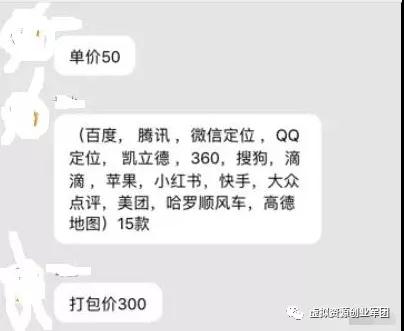 单价50
（百度， 腾讯 ，微信定位 ，QQ
定位， 凯立德 ，360，搜狗，滴
滴 ，苹果，小红书，快手，大众
点评，美团，哈罗顺风车，高德
地图）15款
打包价300
虚拟资源创业军团